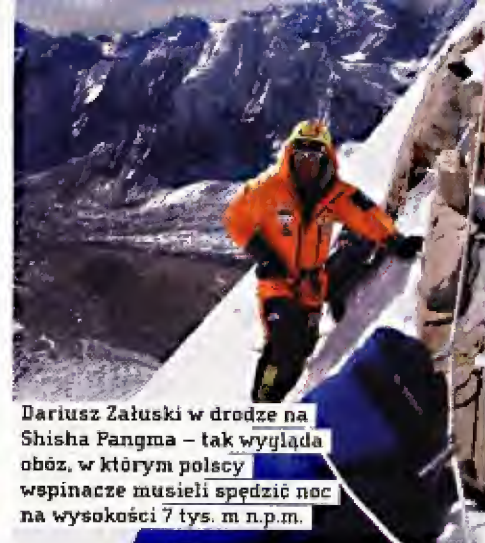 Dariusz Załuski w drodze na
Shisha Pangma – tak wygląda
obóz, w którym polscy
wspinacze musieli spędzić noc
na wysokości 7 tys. m n.p.m.